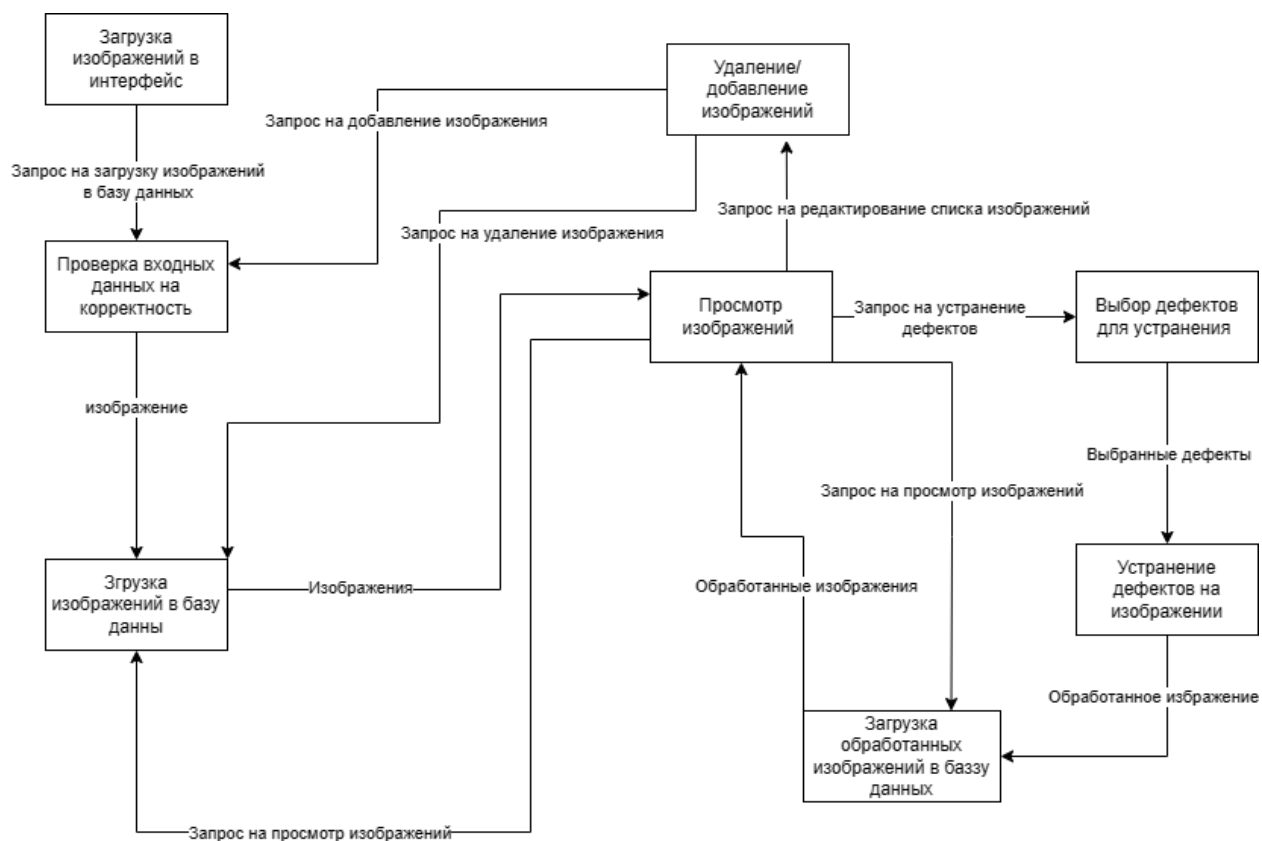 Загрузка
изображений в
интерфейс
Удаление/
добавление
изображений
Запрос на добавление изображения
Запрос на загрузку изображений
в базу данных
Запрос на редактирование списка изображений
Запрос на удаление изображения
Проверка входных
данных на
корректность
Просмотр
изображений
Запрос на устранение
дефектов
Выбор дефектов
для устранения
изображение
Выбранные дефекты
Запрос на просмотр изображений
Згрузка
изображений в базу
данны
Изображения
Обработанные изображения
Устранение
дефектов на
изображении
Обработанное избражение
Загрузка
обработанных
изображений в баззу
данных
Запрос на просмотр изображений